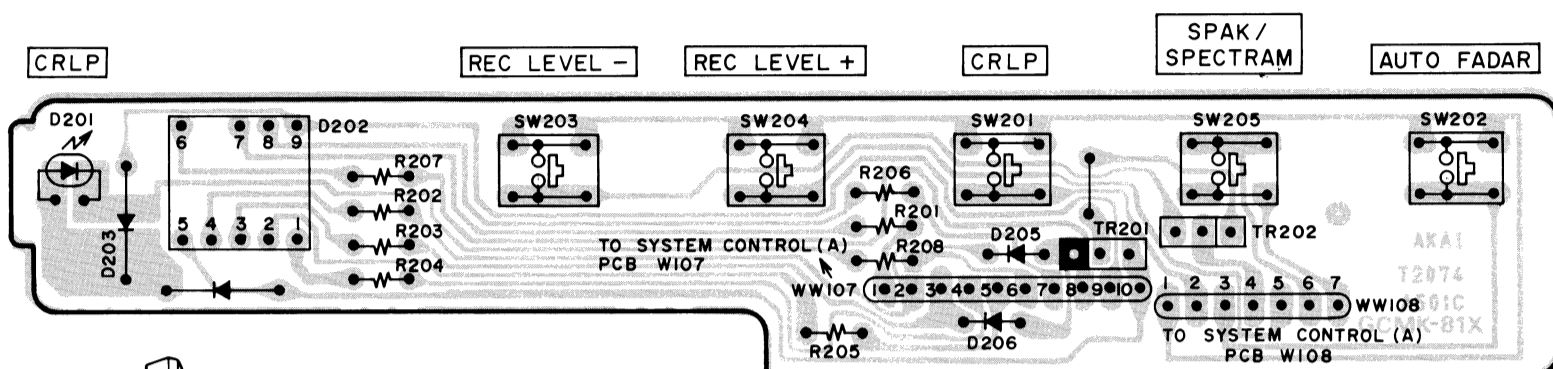 CRLP
REC LEVEL -
REC LEVEL +
CRLP
SPAK/
SPECTRAM
AUTO FADAR
D201
6 7 8 9
D202
5 4 3 2 1
D203
R207
R202
R203
R204
SW203
SW204
SW201
SW205
SW202
R206
R201
R208
D205
TR201
TR202
TO SYSTEM CONTROL (A)
PCB W107
WW107
1 2 3 4 5 6 7 8 9 10
R205
D206
1 2 3 4 5 6 7
WW108
TO SYSTEM CONTROL (A)
PCB W108
AKAI
T2074
GCMK-81X